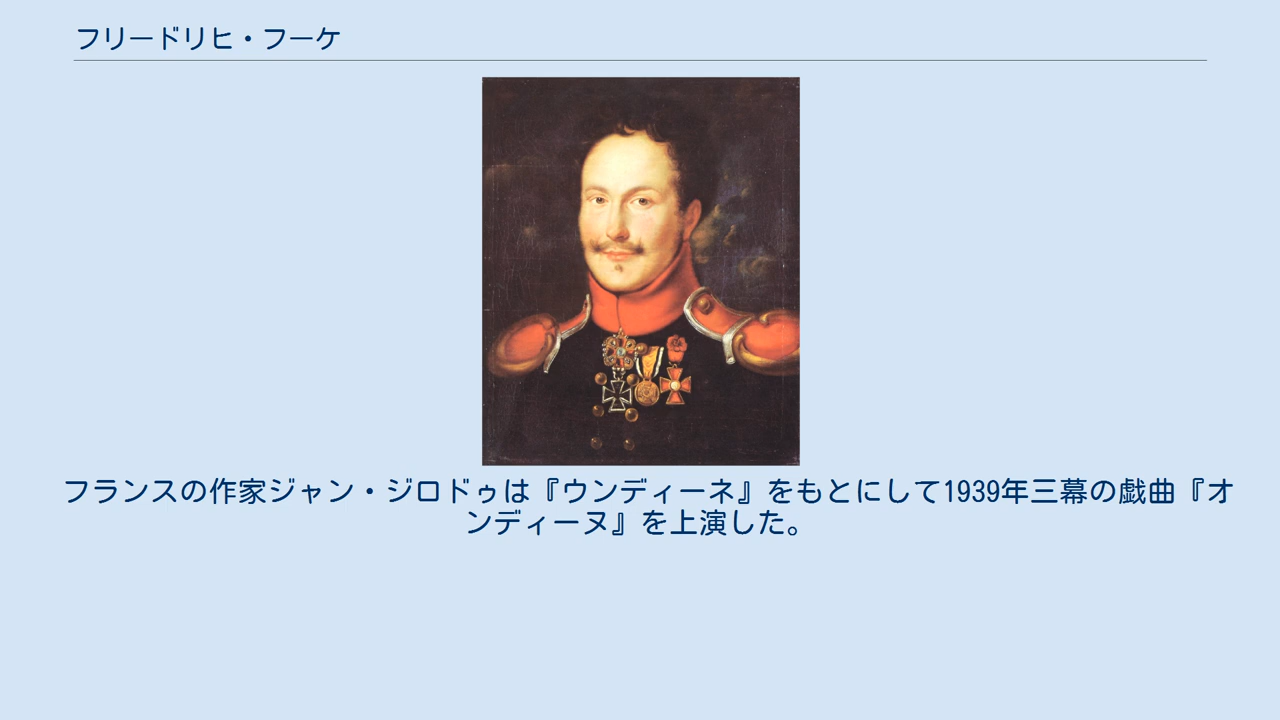 フリードリヒ・フーケ
フランスの作家ジャン・ジロドゥは『ウンディーネ』をもとにして1939年三幕の戯曲『オ
ンディーヌ』を上演した。